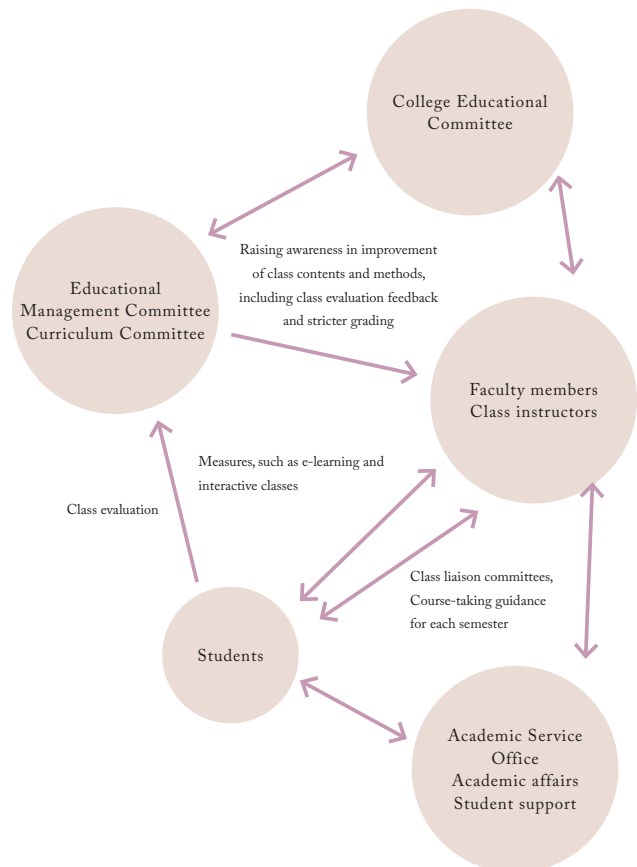 College Educational
Committee
Raising awareness in improvement
of class contents and methods,
including class evaluation feedback
and stricter grading
Educational
Management Committee
Curriculum Committee
Faculty members
Class instructors
Measures, such as e-learning and
interactive classes
Class evaluation
Class liaison committees,
Course-taking guidance
for each semester
Students
Academic Service
Office
Academic affairs
Student support